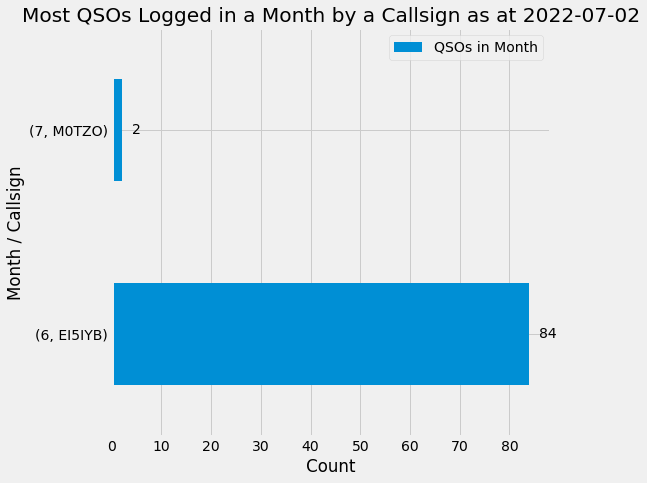 Most QSOs Logged in a Month by a Callsign as at 2022-07-02
QSOs in Month
(7, M0TZO)
2
Month / Callsign
(6, EI5IYB)
84
0 10 20 30 40 50 60 70 80
Count